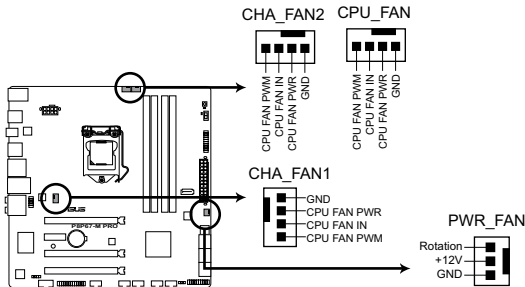 CHA_FAN2
CPU_FAN
CPU FAN PWM
CPU FAN IN
CPU FAN PWR
GND
CPU FAN PWM
CPU FAN IN
CPU FAN PWR
GND
CHA_FAN1
GND
CPU FAN PWR
CPU FAN IN
CPU FAN PWM
P8P67-M PRO
PWR_FAN
Rotation
+12V
GND